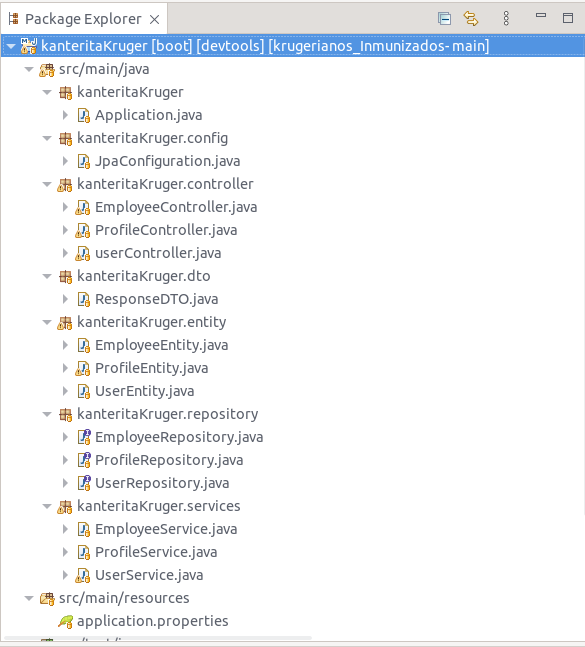 Package Explorer
kanteritaKruger [boot] [devtools] [krugerianos_Inmunizados-main]
src/main/java
kanteritaKruger
Application.java
kanteritaKruger.config
JpaConfiguration.java
kanteritaKruger.controller
EmployeeController.java
ProfileController.java
userController.java
kanteritaKruger.dto
ResponseDTO.java
kanteritaKruger.entity
EmployeeEntity.java
ProfileEntity.java
UserEntity.java
kanteritaKruger.repository
EmployeeRepository.java
ProfileRepository.java
UserRepository.java
kanteritaKruger.services
EmployeeService.java
ProfileService.java
UserService.java
src/main/resources
application.properties